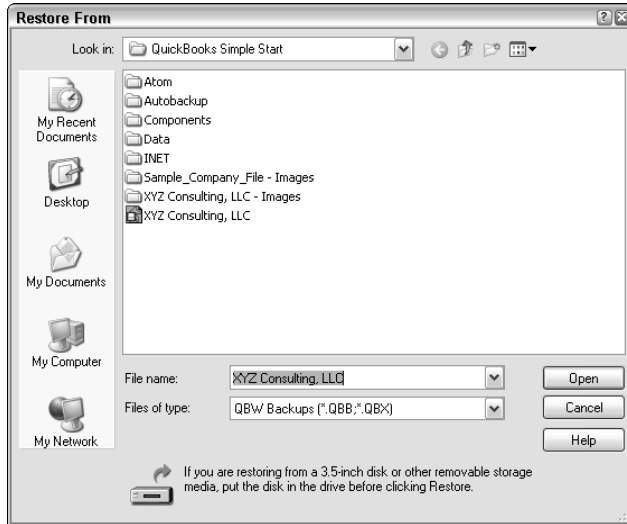 Restore From
Look in:
QuickBooks Simple Start
My Recent
Documents
Desktop
My Documents
My Computer
My Network
Atom
Autobackup
Components
Data
INET
Sample_Company_File - Images
XYZ Consulting, LLC - Images
XYZ Consulting, LLC
File name:
XYZ Consulting, LLC
Open
Files of type:
QBW Backups (*.QBB;*.QBX)
Cancel
Help
If you are restoring from a 3.5-inch disk or other removable storage
media, put the disk in the drive before clicking Restore.